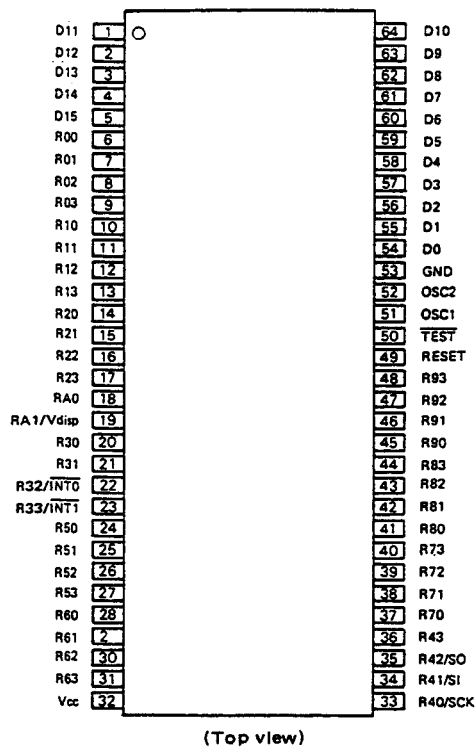 D11 1 64 D10
D12 2 63 D9
D13 3 62 D8
D14 4 61 D7
D15 5 60 D6
R00 6 59 D5
R01 7 58 D4
R02 8 57 D3
R03 9 56 D2
R10 10 55 D1
R11 11 54 D0
R12 12 53 GND
R13 13 52 OSC2
R20 14 51 OSC1
R21 15 50 TEST
R22 16 49 RESET
R23 17 48 R93
RA0 18 47 R92
RA1/Vdisp 19 46 R91
R30 20 45 R90
R31 21 44 R83
R32/INT0 22 43 R82
R33/INT1 23 42 R81
R50 24 41 R80
R51 25 40 R73
R52 26 39 R72
R53 27 38 R71
R60 28 37 R70
R61 2 36 R43
R62 30 35 R42/SO
R63 31 34 R41/SI
Vcc 32 33 R40/SCK
(Top view)